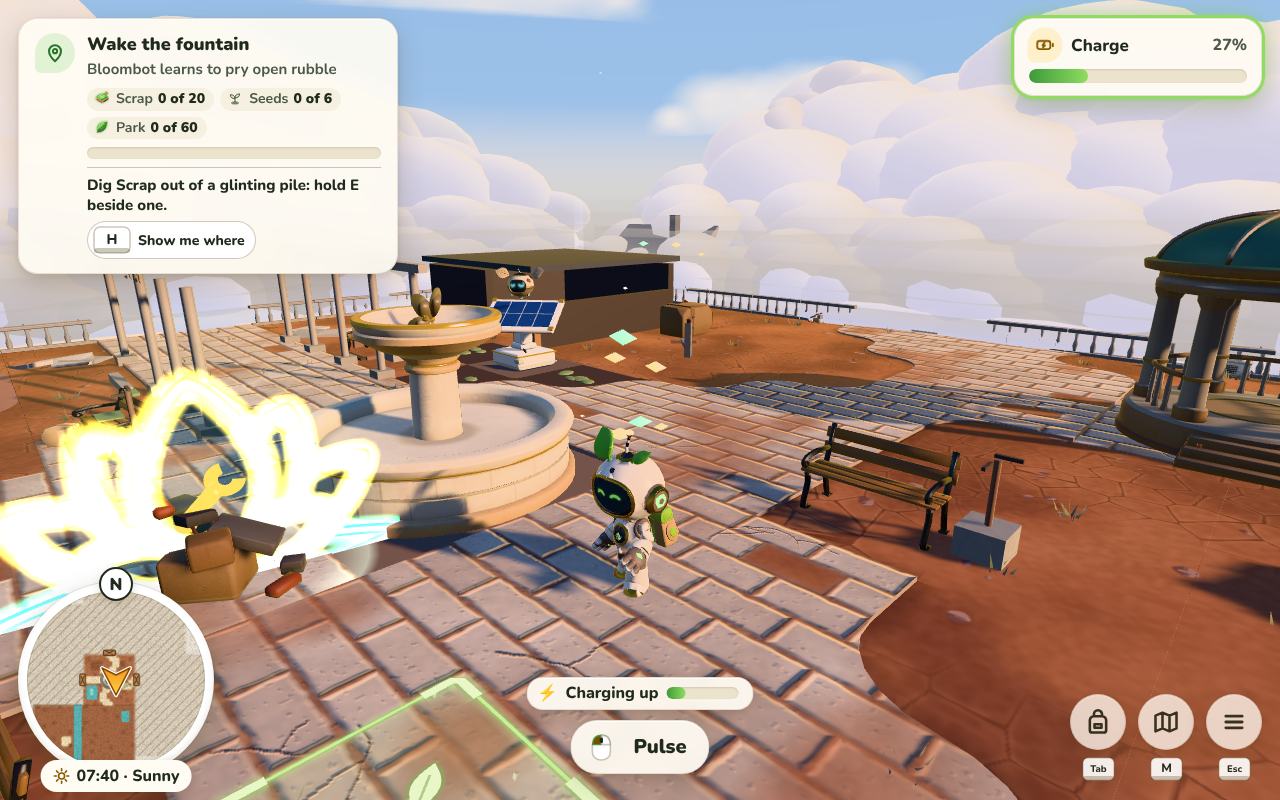 Wake the fountain
Bloombot learns to pry open rubble
Scrap 0 of 20
Seeds 0 of 6
Park 0 of 60
Dig Scrap out of a glinting pile: hold E
beside one.
H Show me where
Charge 27%
N
07:40 · Sunny
Charging up
Pulse
Tab
M
Esc